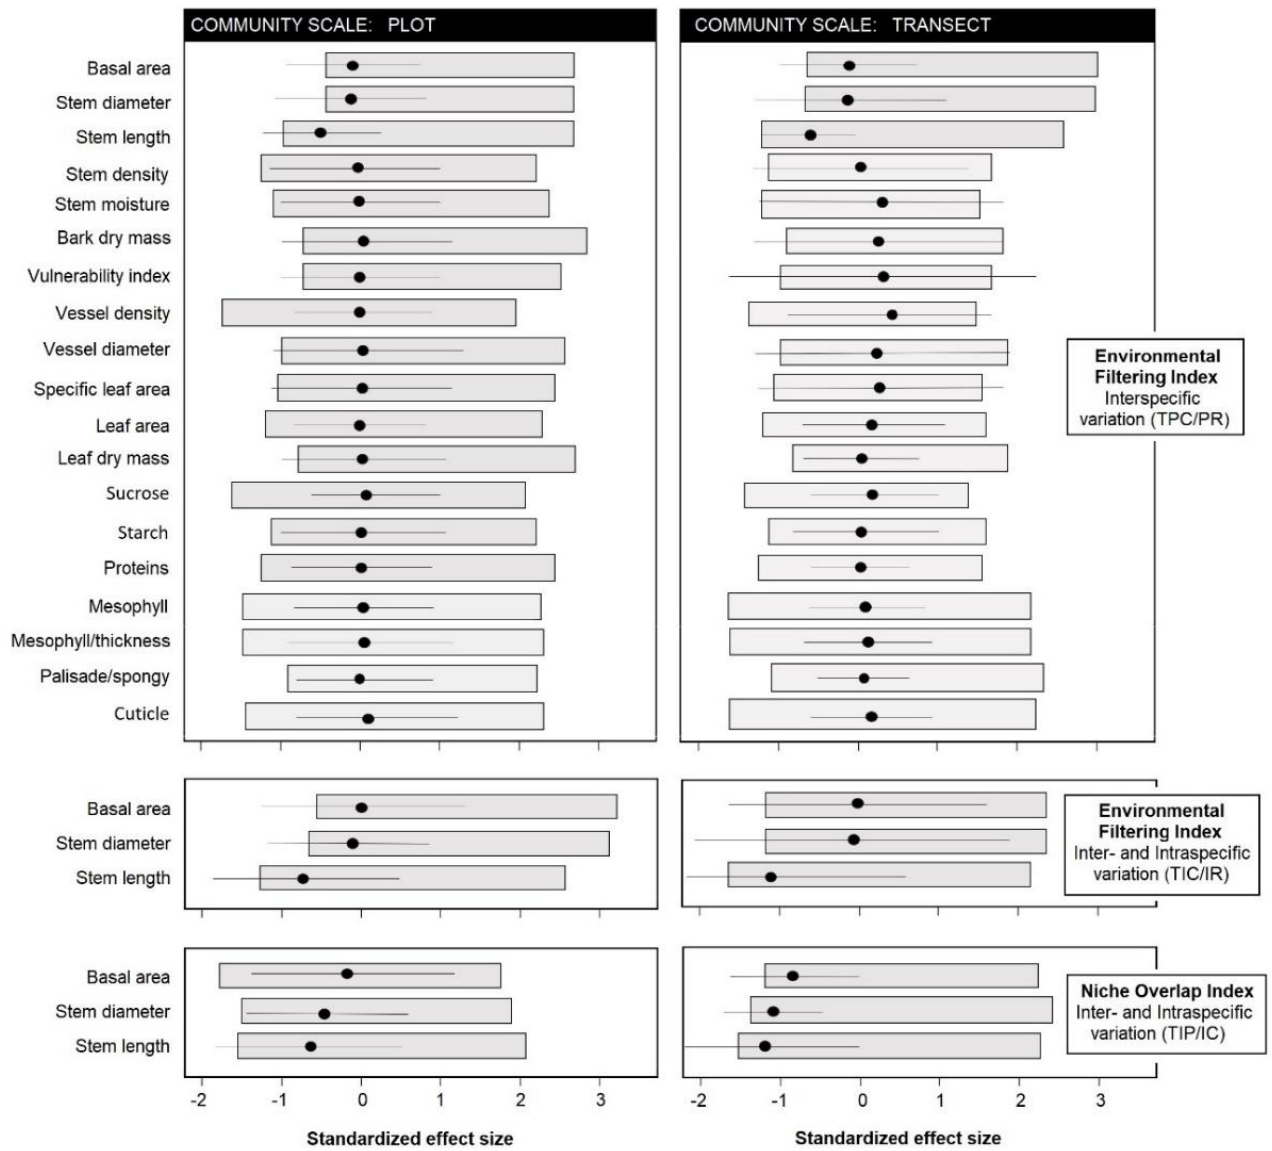 COMMUNITY SCALE: PLOT
COMMUNITY SCALE: TRANSECT
Basal area
Stem diameter
Stem length
Stem density
Stem moisture
Bark dry mass
Vulnerability index
Vessel density
Vessel diameter
Specific leaf area
Leaf area
Leaf dry mass
Sucrose
Starch
Proteins
Mesophyll
Mesophyll/thickness
Palisade/spongy
Cuticle
Environmental
Filtering Index
Interspecific
variation (TPC/PR)
Basal area
Stem diameter
Stem length
Environmental
Filtering Index
Inter- and Intraspecific
variation (TIC/IR)
Basal area
Stem diameter
Stem length
Niche Overlap Index
Inter- and Intraspecific
variation (TIP/IC)
-2 -1 0 1 2 3
-2 -1 0 1 2 3
Standardized effect size
Standardized effect size